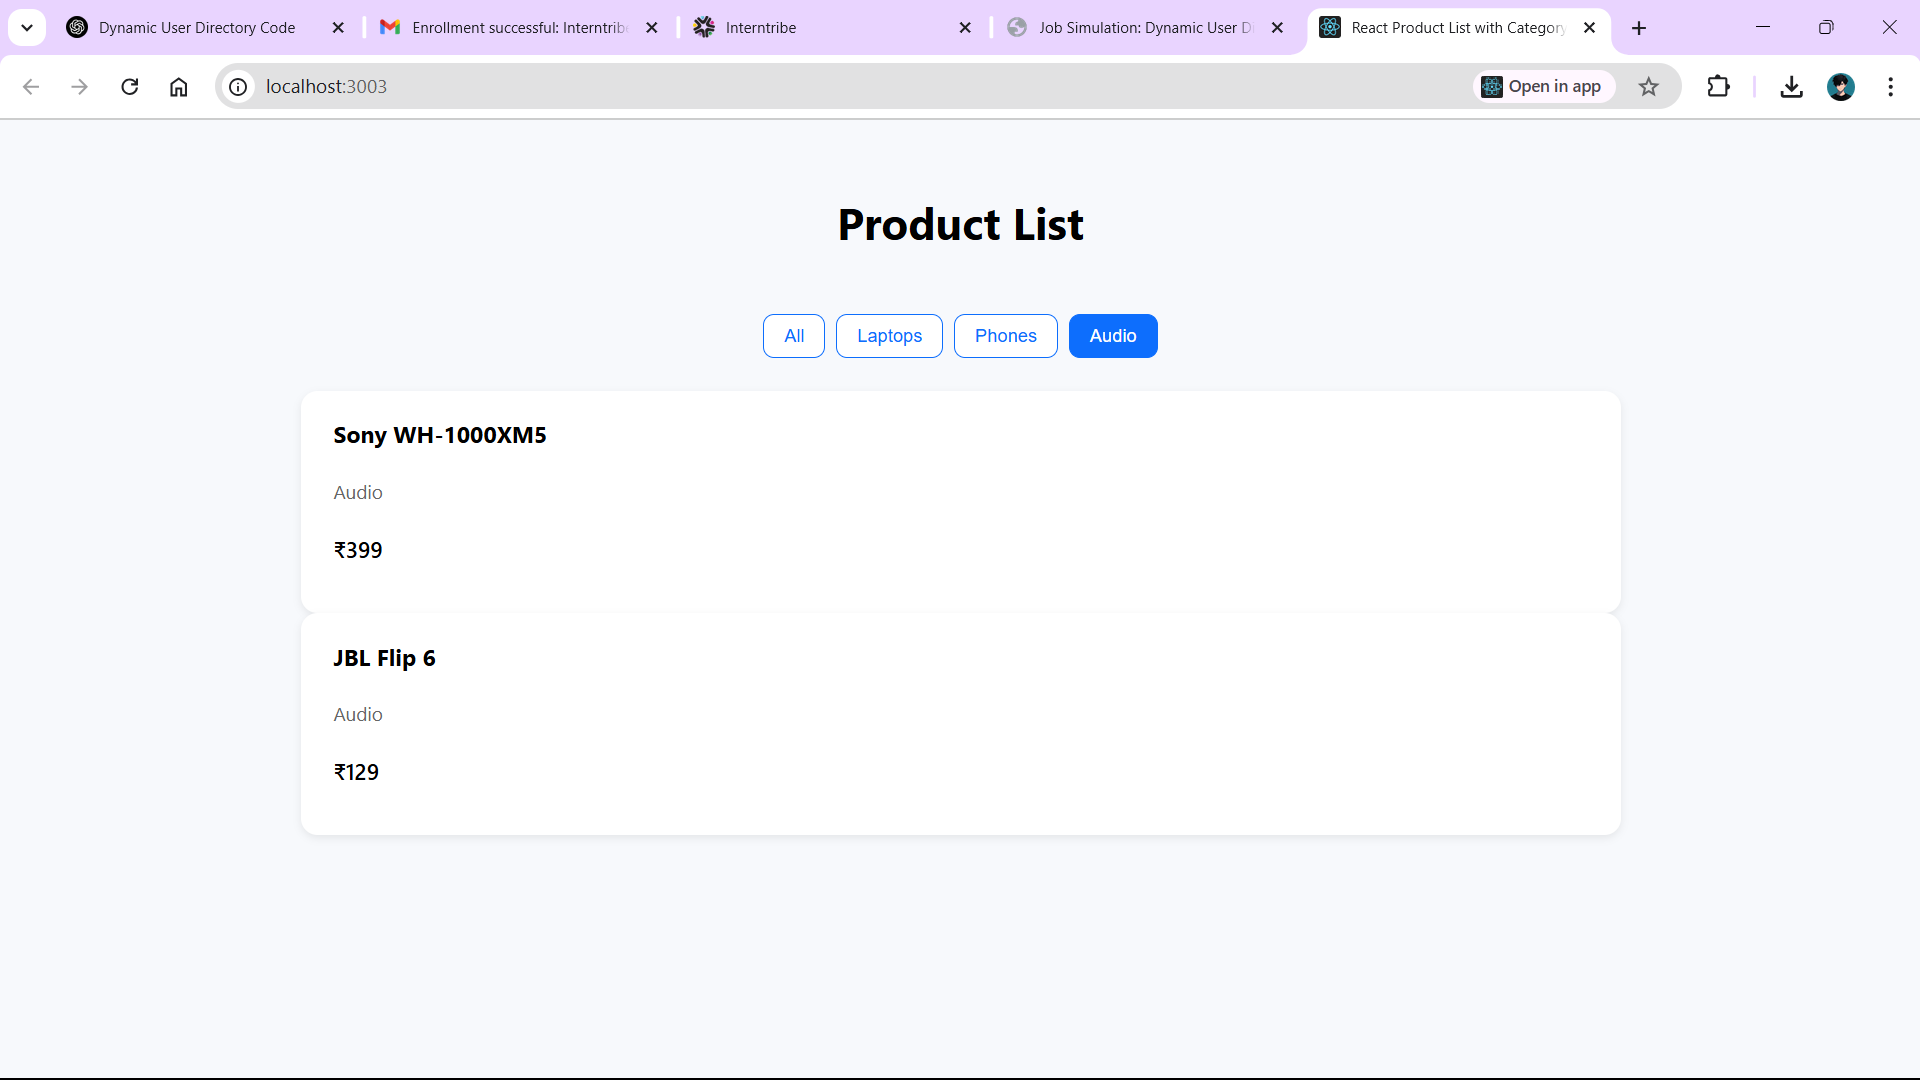 Dynamic User Directory Code
Enrollment successful: Interntribe
Interntribe
Job Simulation: Dynamic User D
React Product List with Category
localhost:3003
Open in app
Product List
All
Laptops
Phones
Audio
Sony WH-1000XM5
Audio
₹399
JBL Flip 6
Audio
₹129